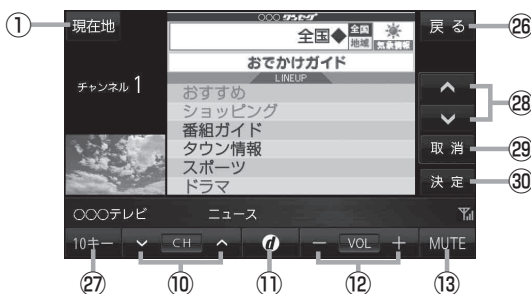 ① 現在地
○○○ ワンセグ
全国◆ 全国 地域 気象情報
戻る ㉖
おでかけガイド
LINEUP
チャンネル 1
おすすめ
ショッピング
番組ガイド
タウン情報
スポーツ
ドラマ
㉘
取消 ㉙
決定 ㉚
○○○テレビ ニュース
10キー CH d − VOL + MUTE
㉗ ⑩ ⑪ ⑫ ⑬